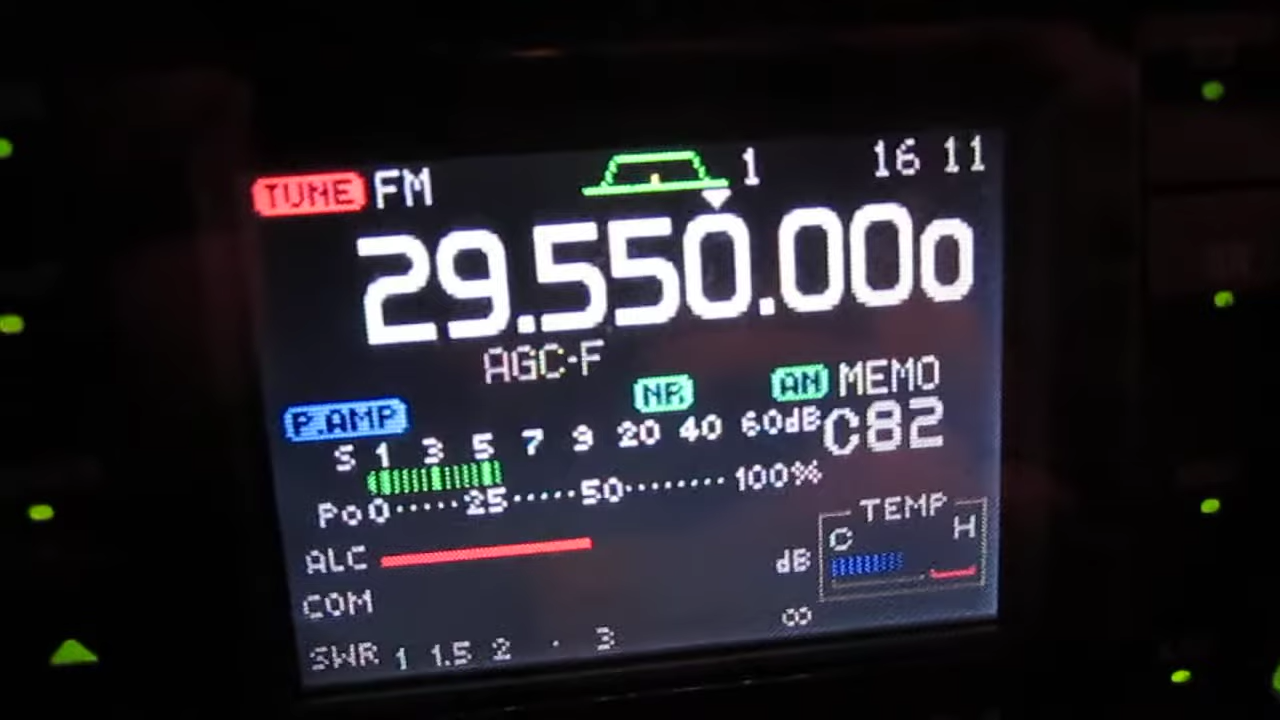 TUNE FM 1 16 11
29.550.000
AGC-F
P.AMP NR AN MEMO
S 1 3 5 7 9 20 40 60dB C82
Po 0 25 50 100%
TEMP
C H
ALC dB
COM
SWR 1 1.5 2 · 3 ∞